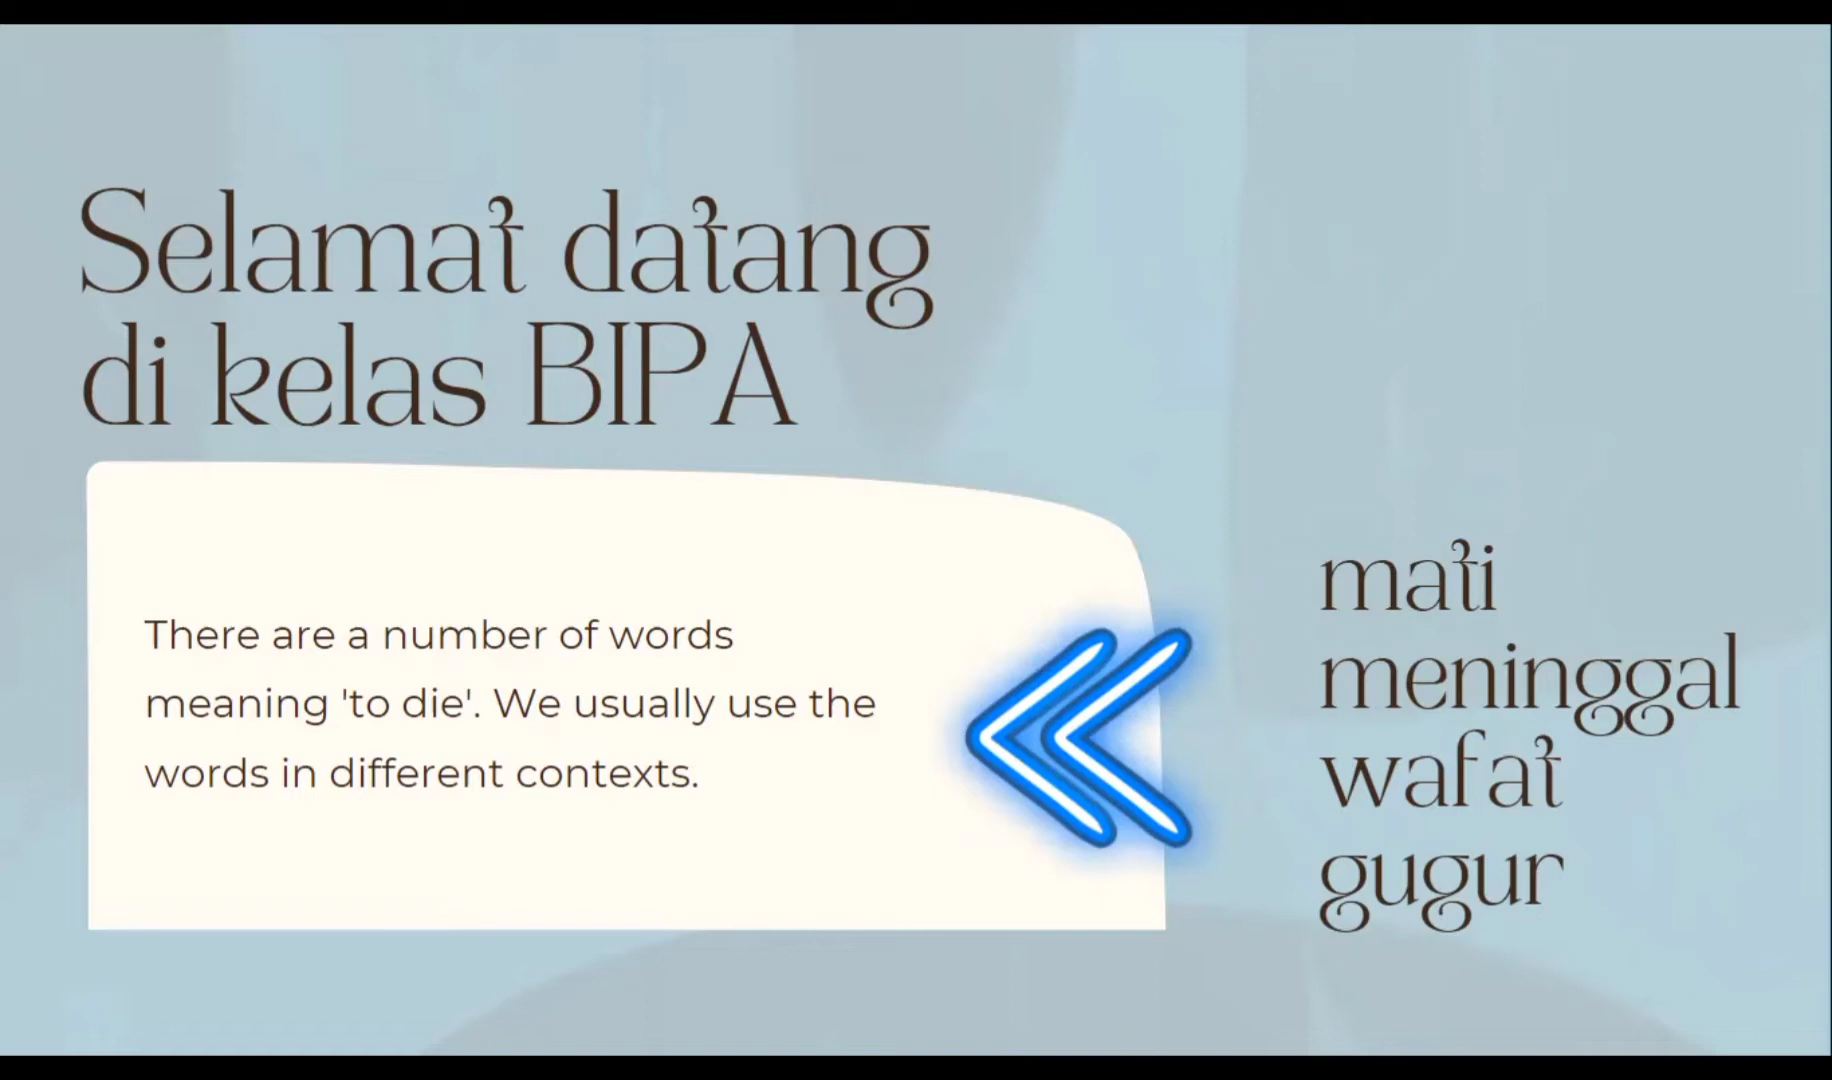 Selamat datang
di kelas BIPA
There are a number of words
meaning 'to die'. We usually use the
words in different contexts.
mati
meninggal
wafat
gugur